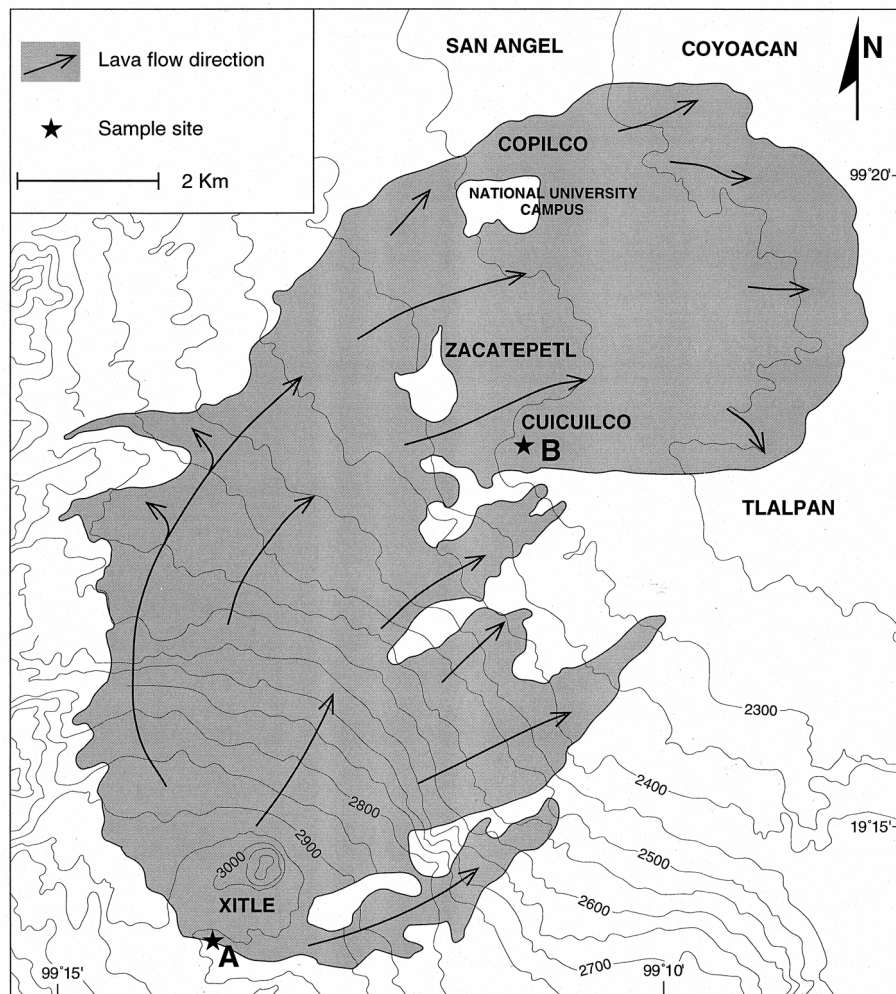 Lava flow direction
Sample site
2 Km
SAN ANGEL
COYOACAN
N
COPILCO
99°20'
NATIONAL UNIVERSITY
CAMPUS
ZACATEPETL
CUICUILCO
B
TLALPAN
2300
2400
2800
19°15'
2900
2500
3000
2600
XITLE
A
2700
99°15'
99°10'